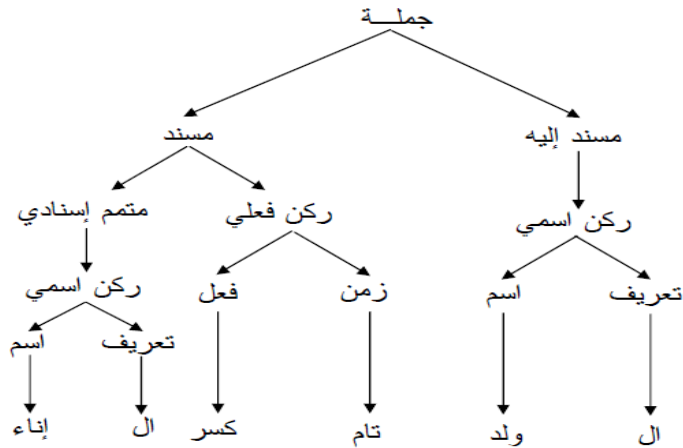 جملـــة
مسند إليه مسند
ركن اسمي ركن فعلي متمم إسنادي
تعريف اسم زمن فعل ركن اسمي
تعريف اسم
ال ولد تام كسر ال إناء